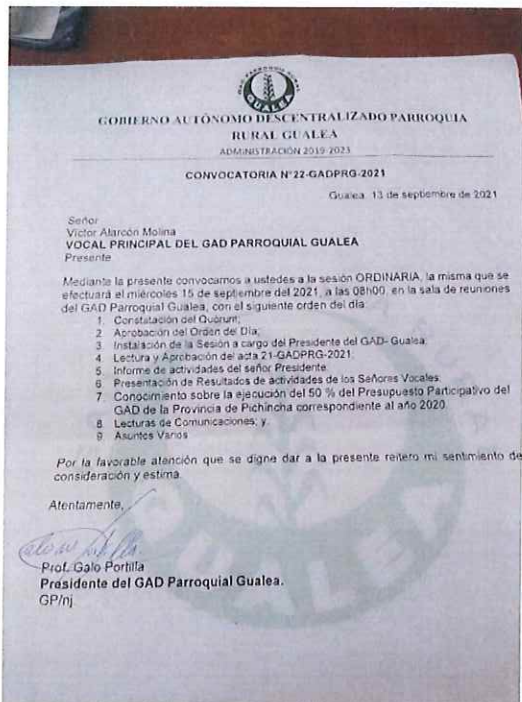 GAD PARROQUIAL RURAL
GUALEA
GOBIERNO AUTÓNOMO DESCENTRALIZADO PARROQUIA
RURAL GUALEA
ADMINISTRACIÓN 2019-2023
CONVOCATORIA N°22-GADPRG-2021
Gualea, 13 de septiembre de 2021
Señor
Víctor Alarcón Molina
VOCAL PRINCIPAL DEL GAD PARROQUIAL GUALEA
Presente
Mediante la presente convocamos a ustedes a la sesión ORDINARIA, la misma que se
efectuará el miércoles 15 de septiembre del 2021, a las 08h00, en la sala de reuniones
del GAD Parroquial Gualea, con el siguiente orden del día:
1. Constatación del Quórum;
2. Aprobación del Orden del Día;
3. Instalación de la Sesión a cargo del Presidente del GAD- Gualea;
4. Lectura y Aprobación del acta 21-GADPRG-2021;
5. Informe de actividades del señor Presidente
6. Presentación de Resultados de actividades de los Señores Vocales;
7. Conocimiento sobre la ejecución del 50 % del Presupuesto Participativo del
GAD de la Provincia de Pichincha correspondiente al año 2020.
8. Lecturas de Comunicaciones; y.
9. Asuntos Varios
Por la favorable atención que se digne dar a la presente reitero mi sentimiento de
consideración y estima.
Atentamente,
Prof. Galo Portilla
Presidente del GAD Parroquial Gualea.
GP/nj
GUALEA